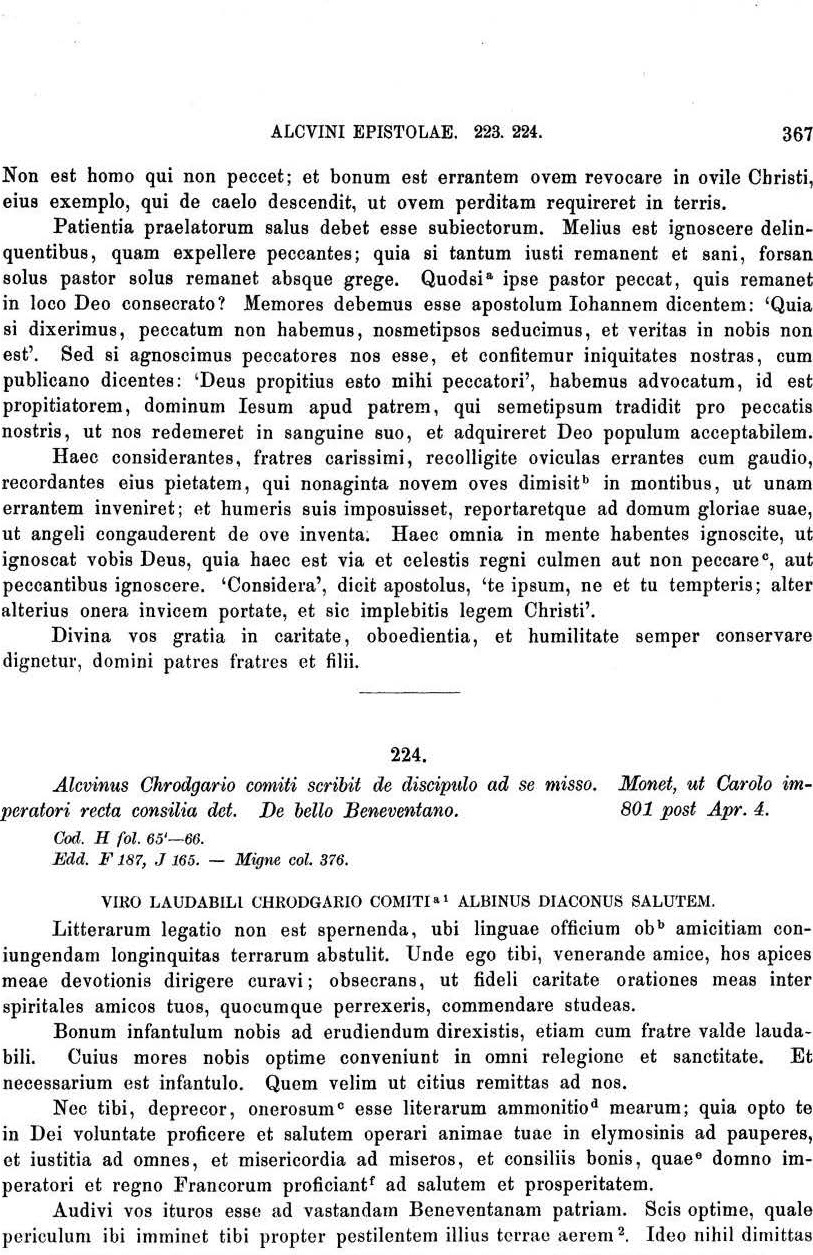 ALCVINI EPISTOLAE. 223. 224. 367
Non est homo qui non peccet; et bonum est errantem ovem revocare in ovile Christi,
eius exemplo, qui de caelo descendit, ut ovem perditam requireret in terris.
Patientia praelatorum salus debet esse subiectorum. Melius est ignoscere delin-
quentibus, quam expellere peccantes; quia si tantum iusti remanent et sani, forsan
solus pastor solus remanet absque grege. Quodsiᵃ ipse pastor peccat, quis remanet
in loco Deo consecrato? Memores debemus esse apostolum Iohannem dicentem: ‘Quia
si dixerimus, peccatum non habemus, nosmetipsos seducimus, et veritas in nobis non
est’. Sed si agnoscimus peccatores nos esse, et confitemur iniquitates nostras, cum
publicano dicentes: ‘Deus propitius esto mihi peccatori’, habemus advocatum, id est
propitiatorem, dominum Iesum apud patrem, qui semetipsum tradidit pro peccatis
nostris, ut nos redemeret in sanguine suo, et adquireret Deo populum acceptabilem.
Haec considerantes, fratres carissimi, recolligite oviculas errantes cum gaudio,
recordantes eius pietatem, qui nonaginta novem oves dimisitᵇ in montibus, ut unam
errantem inveniret; et humeris suis imposuisset, reportaretque ad domum gloriae suae,
ut angeli congauderent de ove inventa. Haec omnia in mente habentes ignoscite, ut
ignoscat vobis Deus, quia haec est via et celestis regni culmen aut non peccareᶜ, aut
peccantibus ignoscere. ‘Considera’, dicit apostolus, ‘te ipsum, ne et tu tempteris; alter
alterius onera invicem portate, et sic implebitis legem Christi’.
Divina vos gratia in caritate, oboedientia, et humilitate semper conservare
dignetur, domini patres fratres et filii.
224.
Alcvinus Chrodgario comiti scribit de discipulo ad se misso. Monet, ut Carolo im-
peratori recta consilia det. De bello Beneventano. 801 post Apr. 4.
Cod. H fol. 65'—66.
Edd. F 187, J 165. — Migne col. 376.
VIRO LAUDABILI CHRODGARIO COMITIᵃ ¹ ALBINUS DIACONUS SALUTEM.
Litterarum legatio non est spernenda, ubi linguae officium obᵇ amicitiam con-
iungendam longinquitas terrarum abstulit. Unde ego tibi, venerande amice, hos apices
meae devotionis dirigere curavi; obsecrans, ut fideli caritate orationes meas inter
spiritales amicos tuos, quocumque perrexeris, commendare studeas.
Bonum infantulum nobis ad erudiendum direxistis, etiam cum fratre valde lauda-
bili. Cuius mores nobis optime conveniunt in omni relegione et sanctitate. Et
necessarium est infantulo. Quem velim ut citius remittas ad nos.
Nec tibi, deprecor, onerosumᶜ esse literarum ammonitioᵈ mearum; quia opto te
in Dei voluntate proficere et salutem operari animae tuae in elymosinis ad pauperes,
et iustitia ad omnes, et misericordia ad miseros, et consiliis bonis, quaeᵉ domno im-
peratori et regno Francorum proficiantᶠ ad salutem et prosperitatem.
Audivi vos ituros esse ad vastandam Beneventanam patriam. Scis optime, quale
periculum ibi imminet tibi propter pestilentem illius terrae aerem². Ideo nihil dimittas